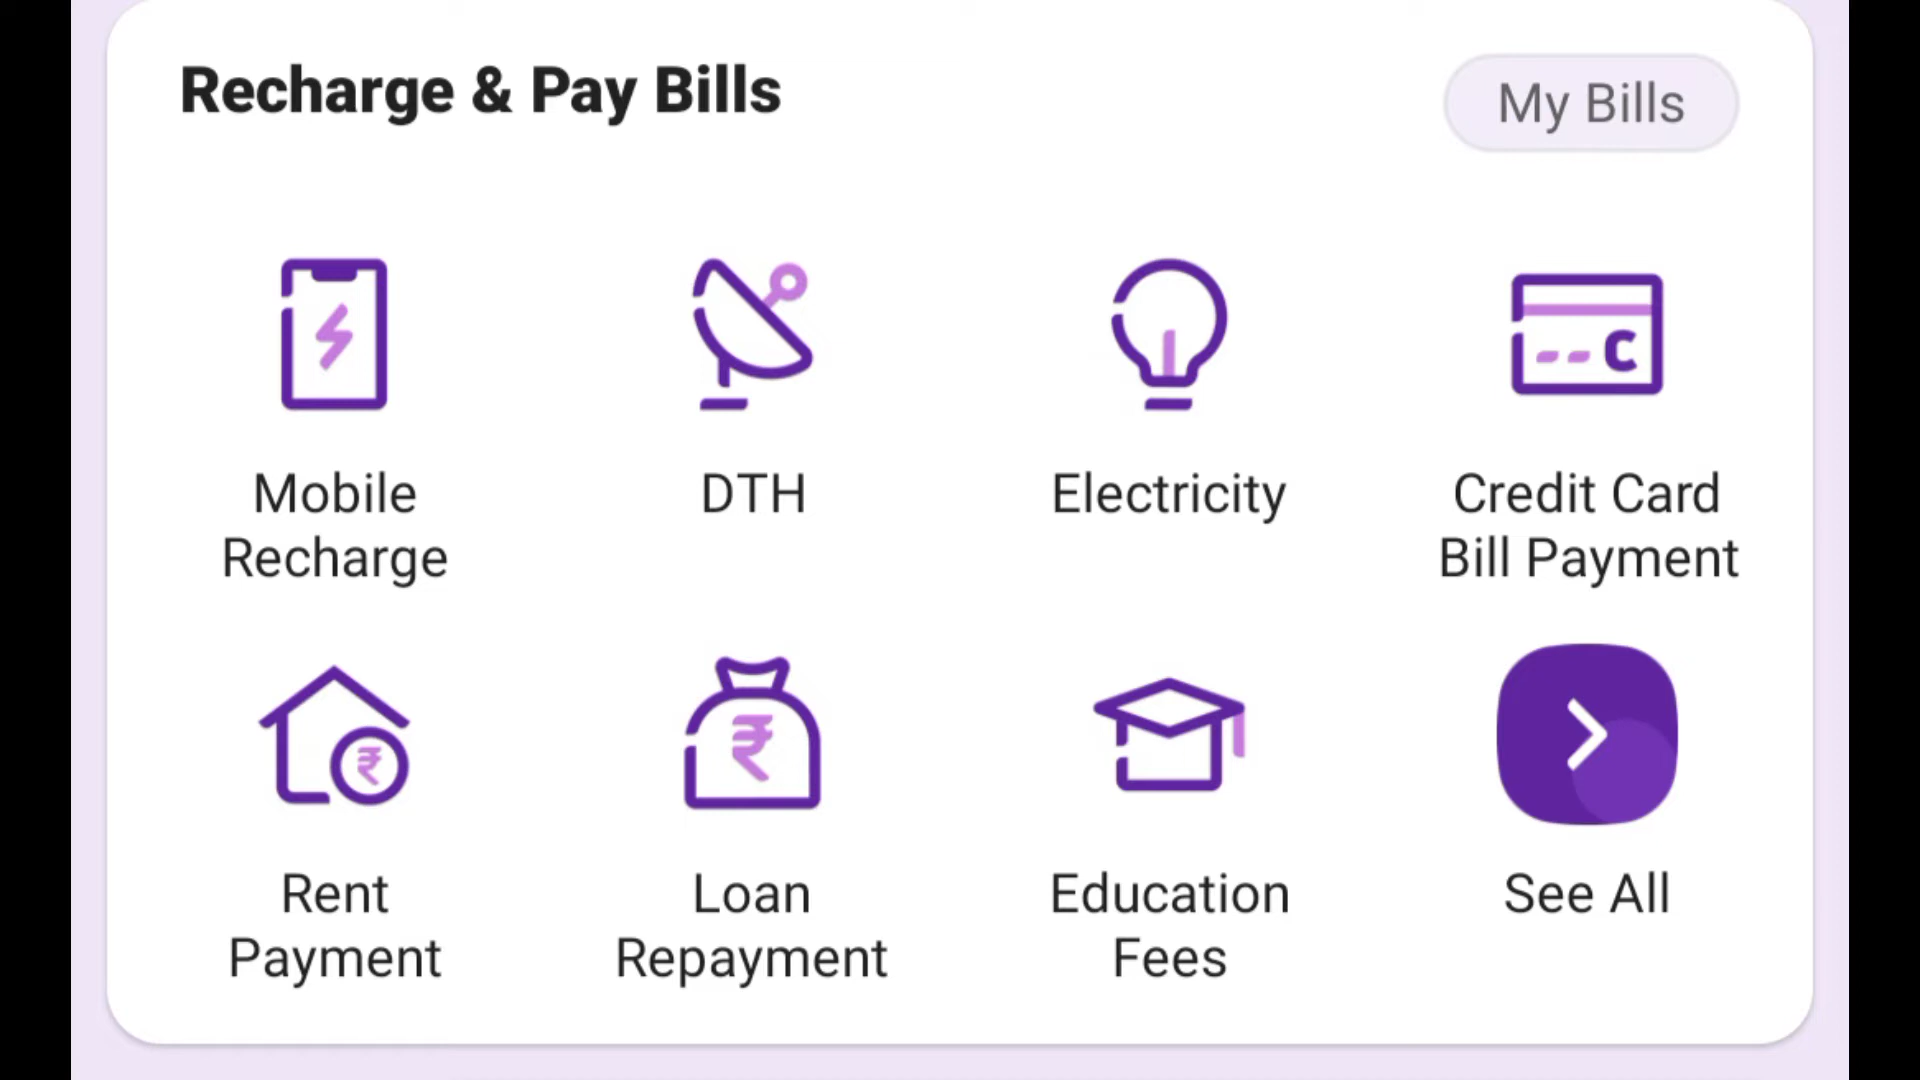 Recharge & Pay Bills
My Bills
Mobile
Recharge
DTH
Electricity
Credit Card
Bill Payment
Rent
Payment
Loan
Repayment
Education
Fees
See All